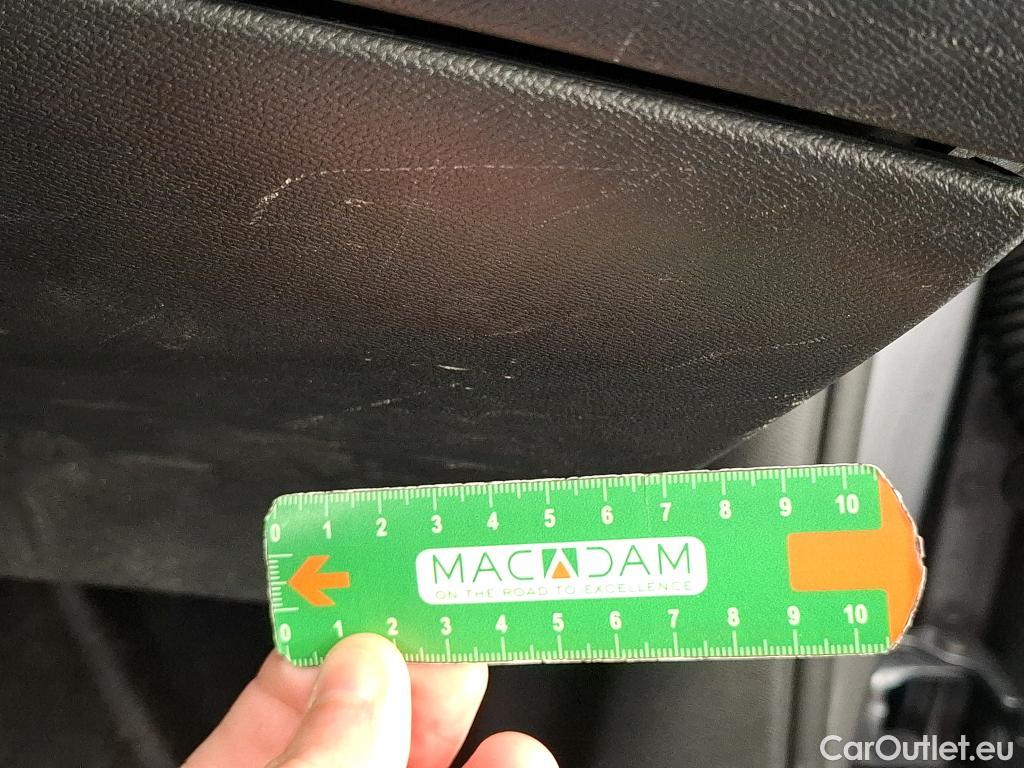 0 1 2 3 4 5 6 7 8 9 10
MACADAM
ON THE ROAD TO EXCELLENCE
0 1 2 3 4 5 6 7 8 9 10
CarOutlet.eu